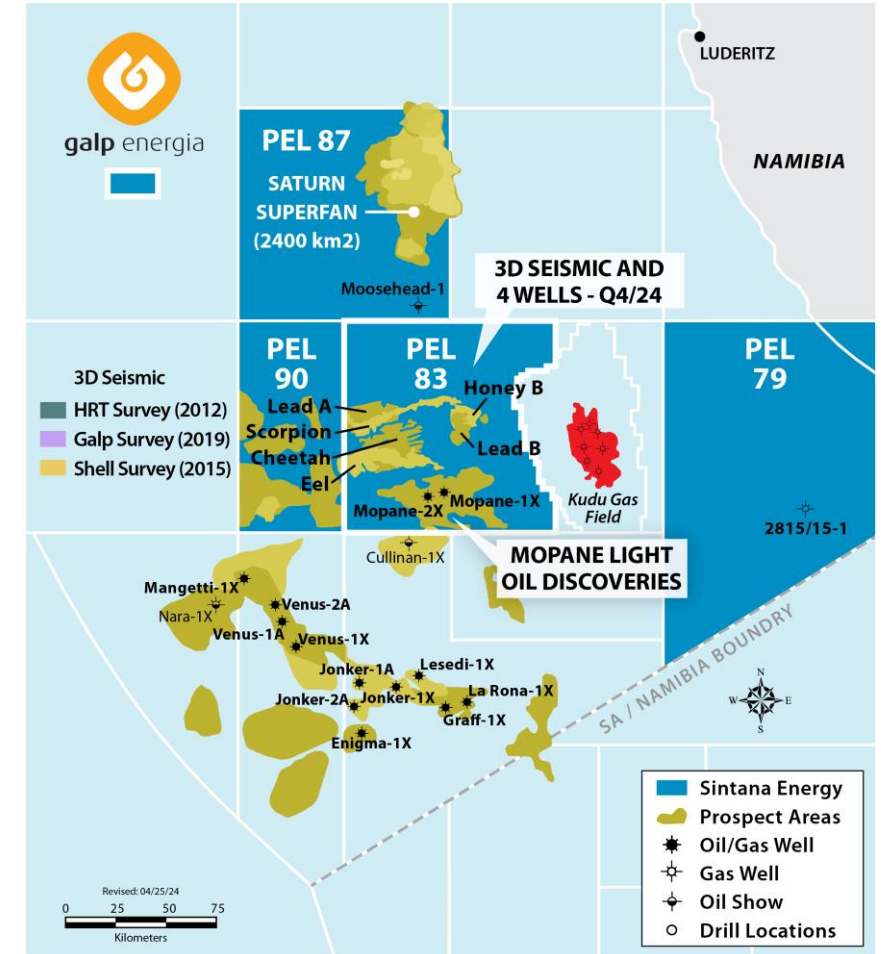 galp energia
LUDERITZ
NAMIBIA
PEL 87
SATURN
SUPERFAN
(2400 km2)
Moosehead-1
3D SEISMIC AND
4 WELLS - Q4/24
3D Seismic
HRT Survey (2012)
Galp Survey (2019)
Shell Survey (2015)
PEL
90
PEL
83
PEL
79
Lead A
Scorpion
Cheetah
Eel
Honey B
Lead B
Mopane-2X
Mopane-1X
Kudu Gas
Field
2815/15-1
Cullinan-1X
MOPANE LIGHT
OIL DISCOVERIES
Mangetti-1X
Nara-1X
Venus-2A
Venus-1A
Venus-1X
Jonker-1A
Lesedi-1X
Jonker-2A
Jonker-1X
La Rona-1X
Graff-1X
Enigma-1X
SA / NAMIBIA BOUNDRY
N
W
E
S
Sintana Energy
Prospect Areas
Oil/Gas Well
Gas Well
Oil Show
Drill Locations
Revised: 04/25/24
0 25 50 75
Kilometers